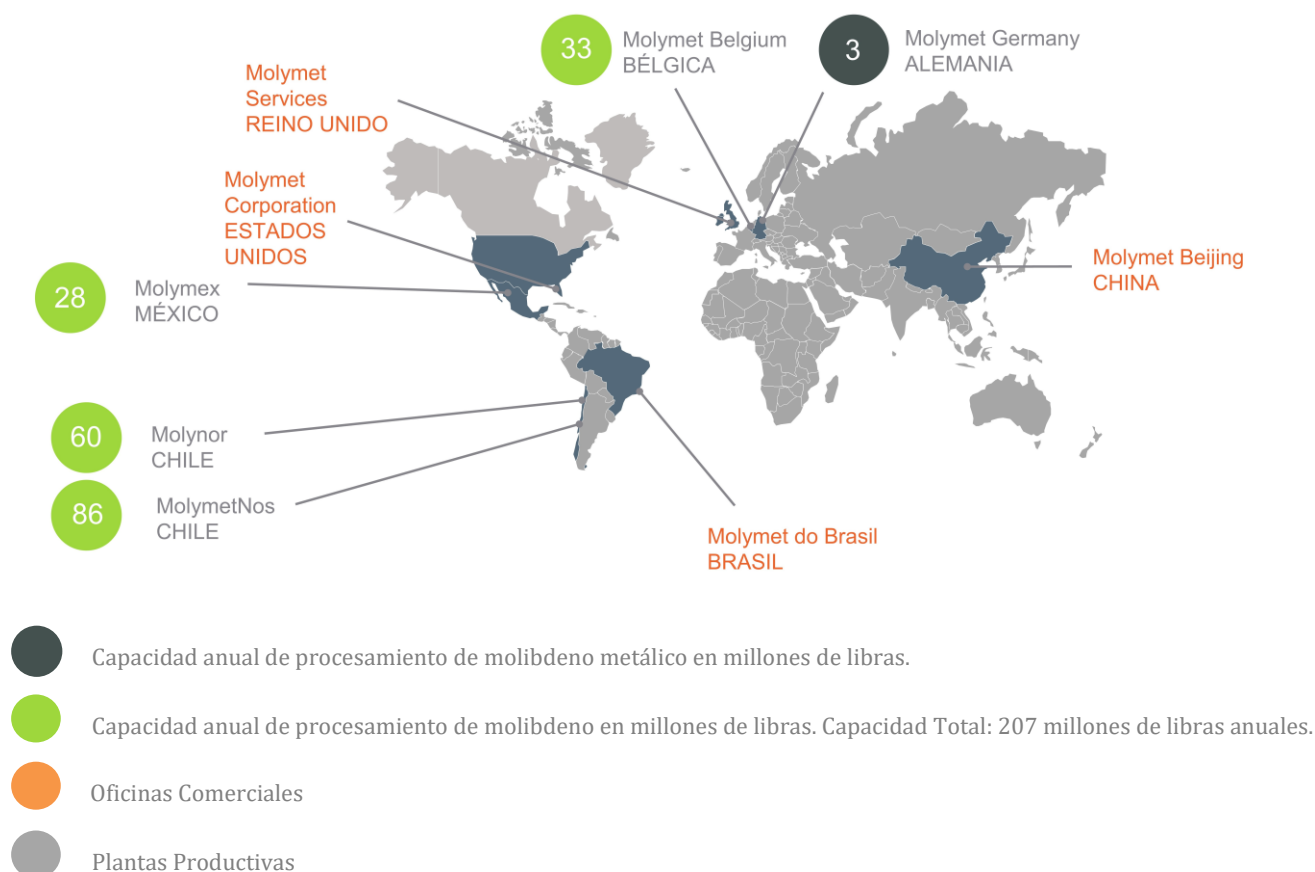 33
Molymet Belgium
BÉLGICA
3
Molymet Germany
ALEMANIA
Molymet
Services
REINO UNIDO
Molymet
Corporation
ESTADOS
UNIDOS
Molymet Beijing
CHINA
28
Molymex
MÉXICO
60
Molynor
CHILE
86
MolymetNos
CHILE
Molymet do Brasil
BRASIL
Capacidad anual de procesamiento de molibdeno metálico en millones de libras.
Capacidad anual de procesamiento de molibdeno en millones de libras. Capacidad Total: 207 millones de libras anuales.
Oficinas Comerciales
Plantas Productivas